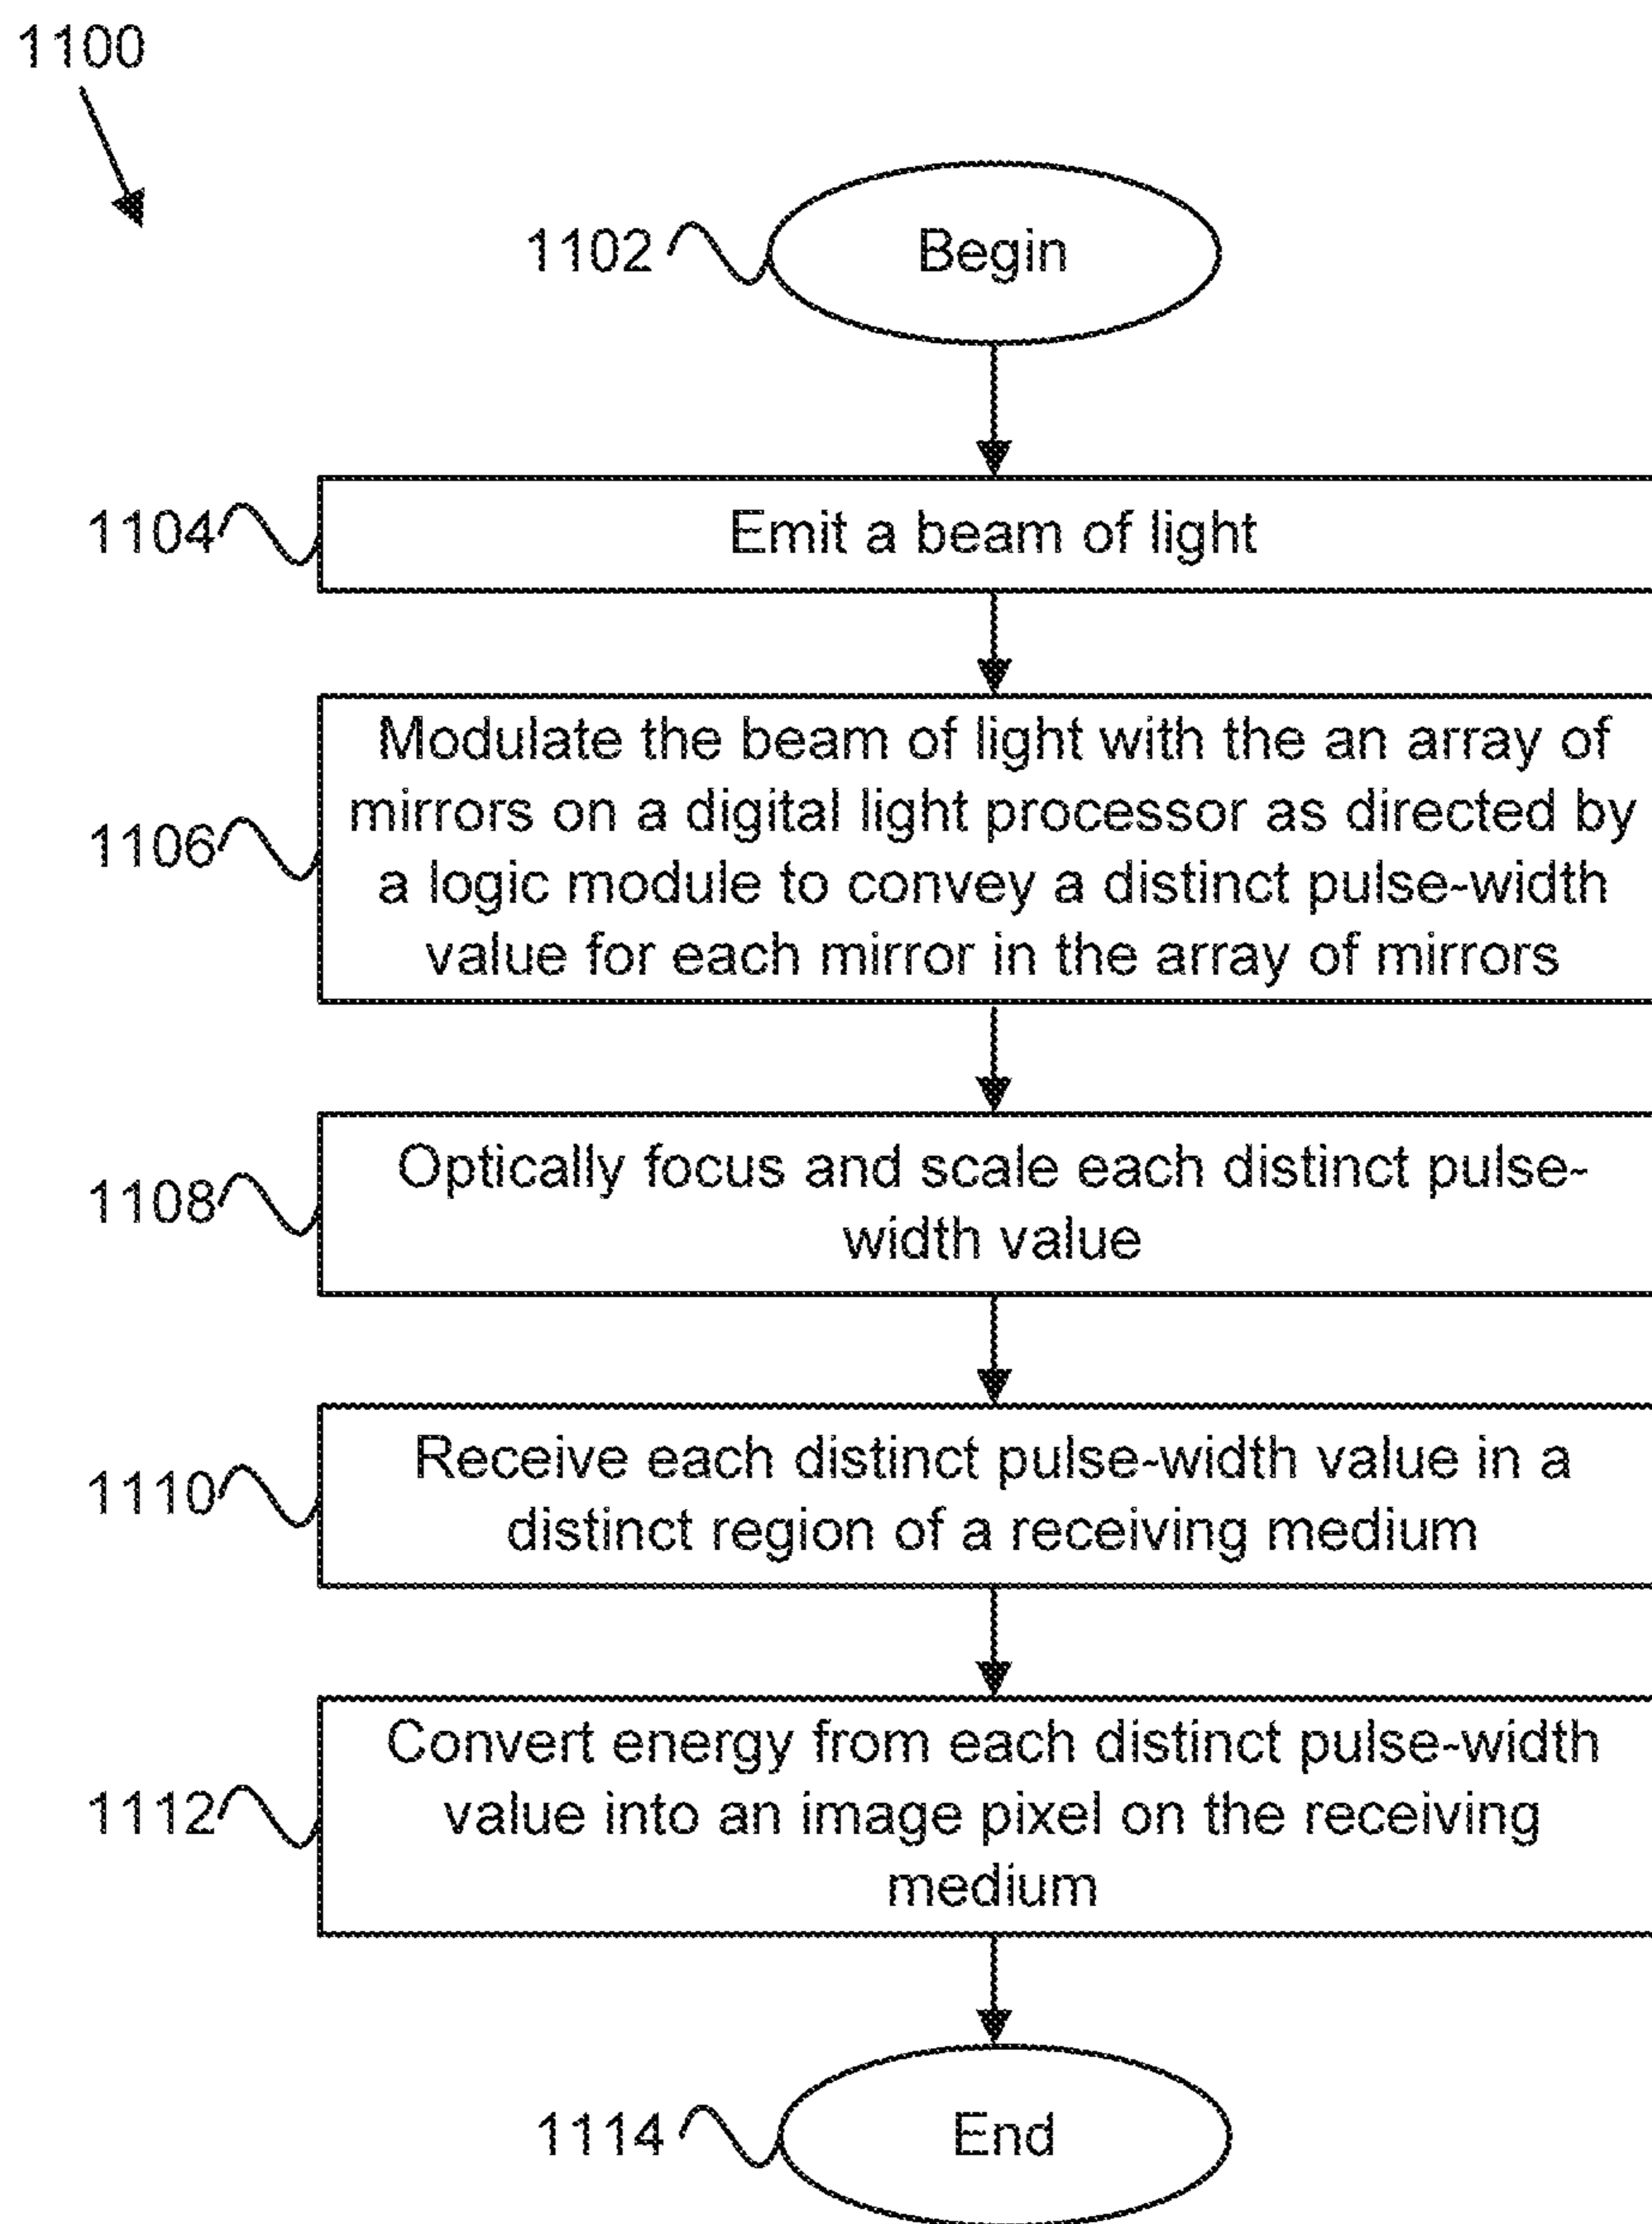 1100
1102
Begin
1104
Emit a beam of light
1106
Modulate the beam of light with the an array of
mirrors on a digital light processor as directed by
a logic module to convey a distinct pulse-width
value for each mirror in the array of mirrors
1108
Optically focus and scale each distinct pulse-
width value
1110
Receive each distinct pulse-width value in a
distinct region of a receiving medium
1112
Convert energy from each distinct pulse-width
value into an image pixel on the receiving
medium
1114
End